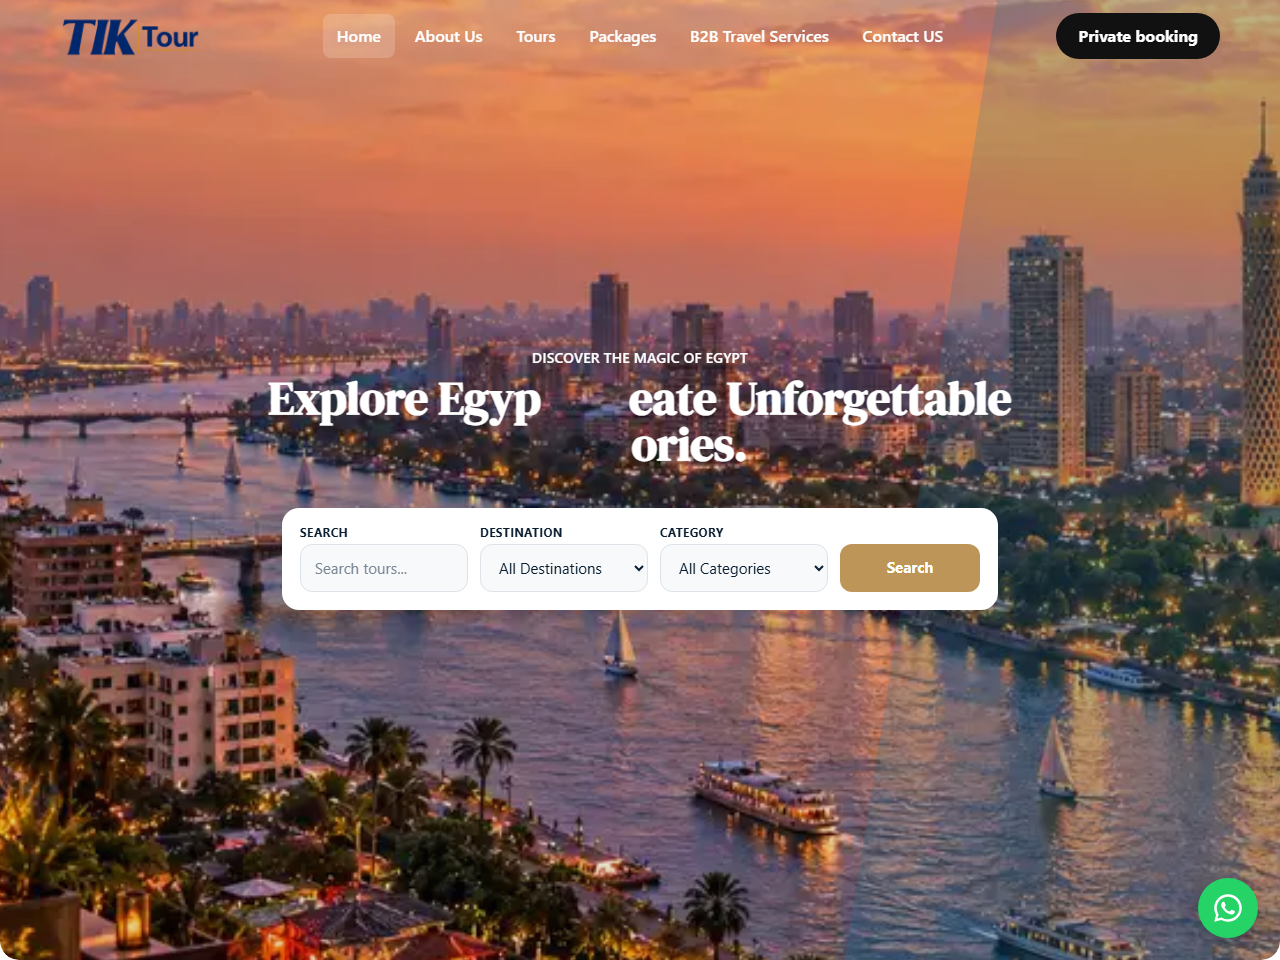 TIK Tour
Home
About Us
Tours
Packages
B2B Travel Services
Contact US
Private booking
DISCOVER THE MAGIC OF EGYPT
Explore Egyp eate Unforgettable
ories.
SEARCH
DESTINATION
CATEGORY
Search tours...
All Destinations
All Categories
Search